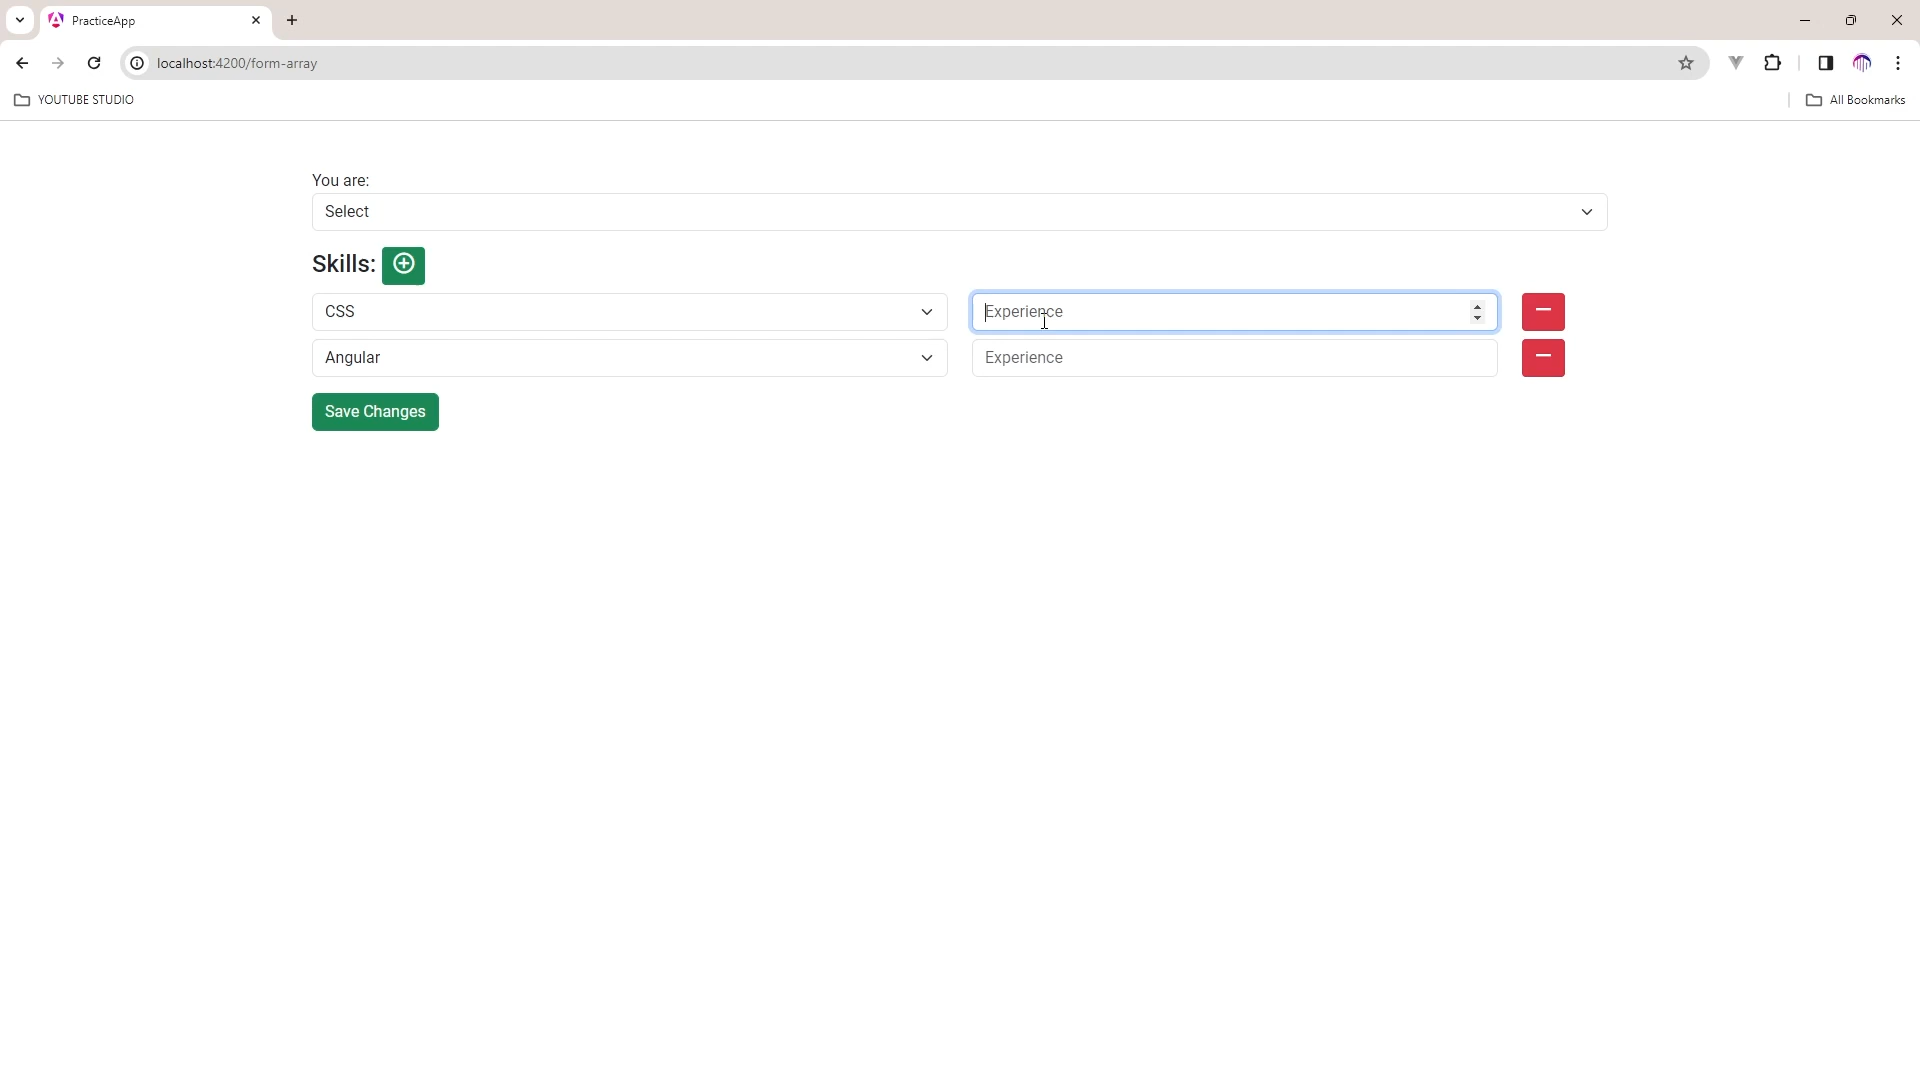 PracticeApp
localhost:4200/form-array
YOUTUBE STUDIO
All Bookmarks
You are:
Select
Skills:
CSS
Experience
Angular
Experience
Save Changes